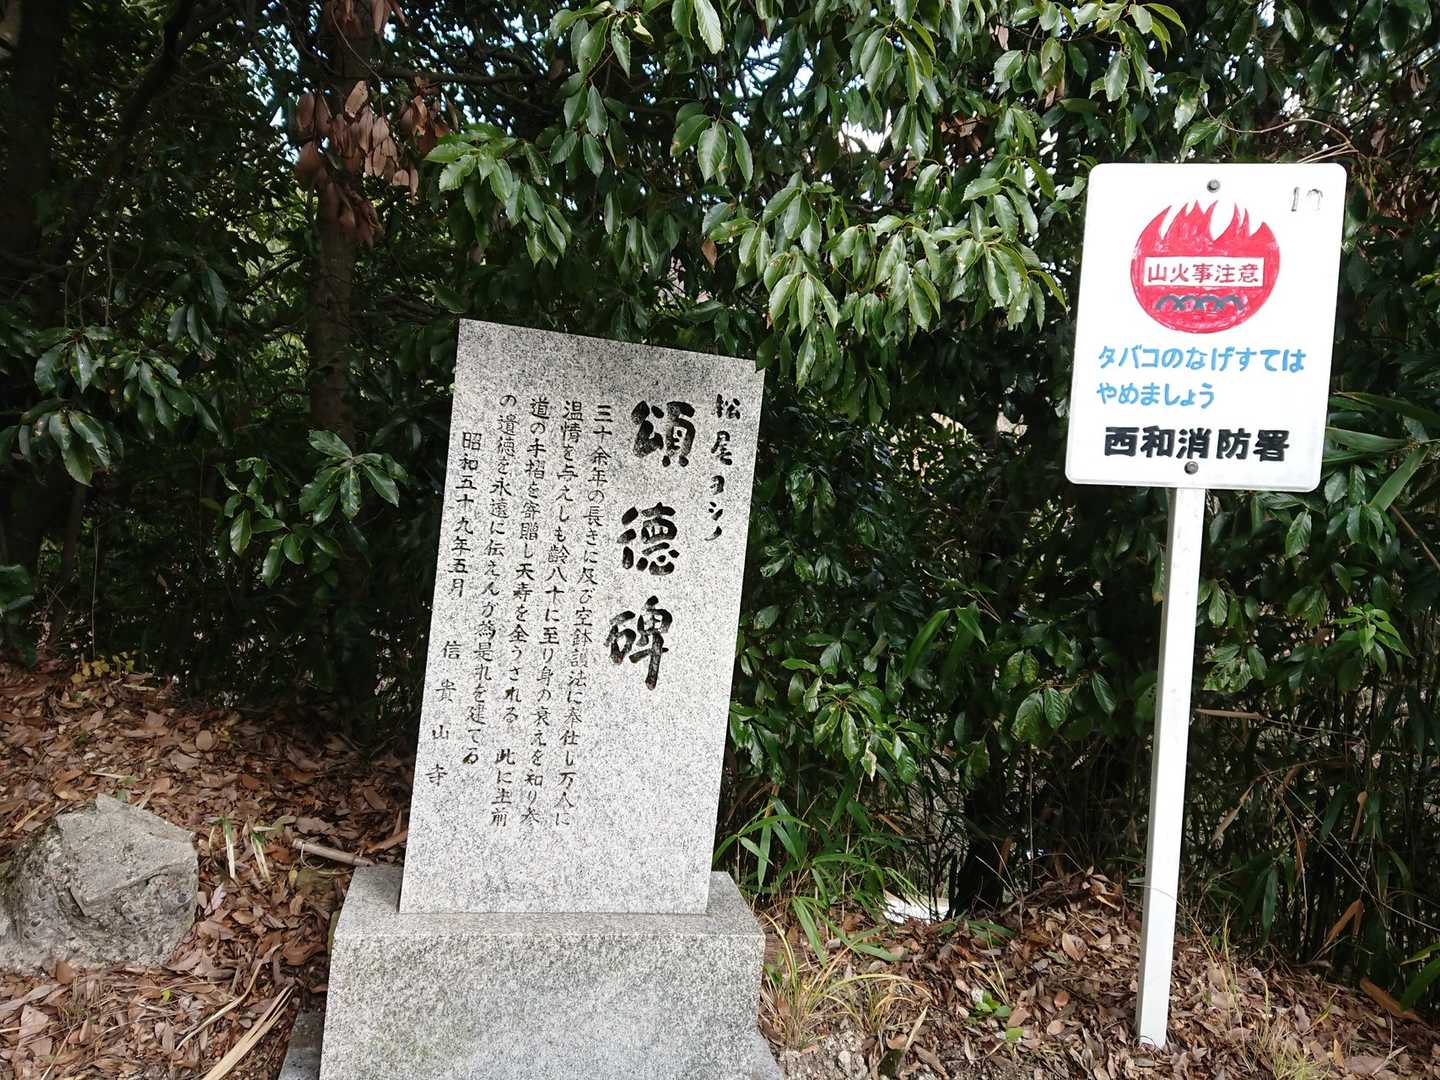 松尾ヨシノ
頌徳碑
三十余年の長きに及び空鉢護法に奉仕し万人に
温情を与えしも齢八十に至り身の衰えを知り参
道の手摺を寄贈し天寿を全うされる。此に生前
の遺徳を永遠に伝えんが為是れを建てる
昭和五十九年五月 信貴山寺
山火事注意
タバコのなげすては
やめましょう
西和消防署